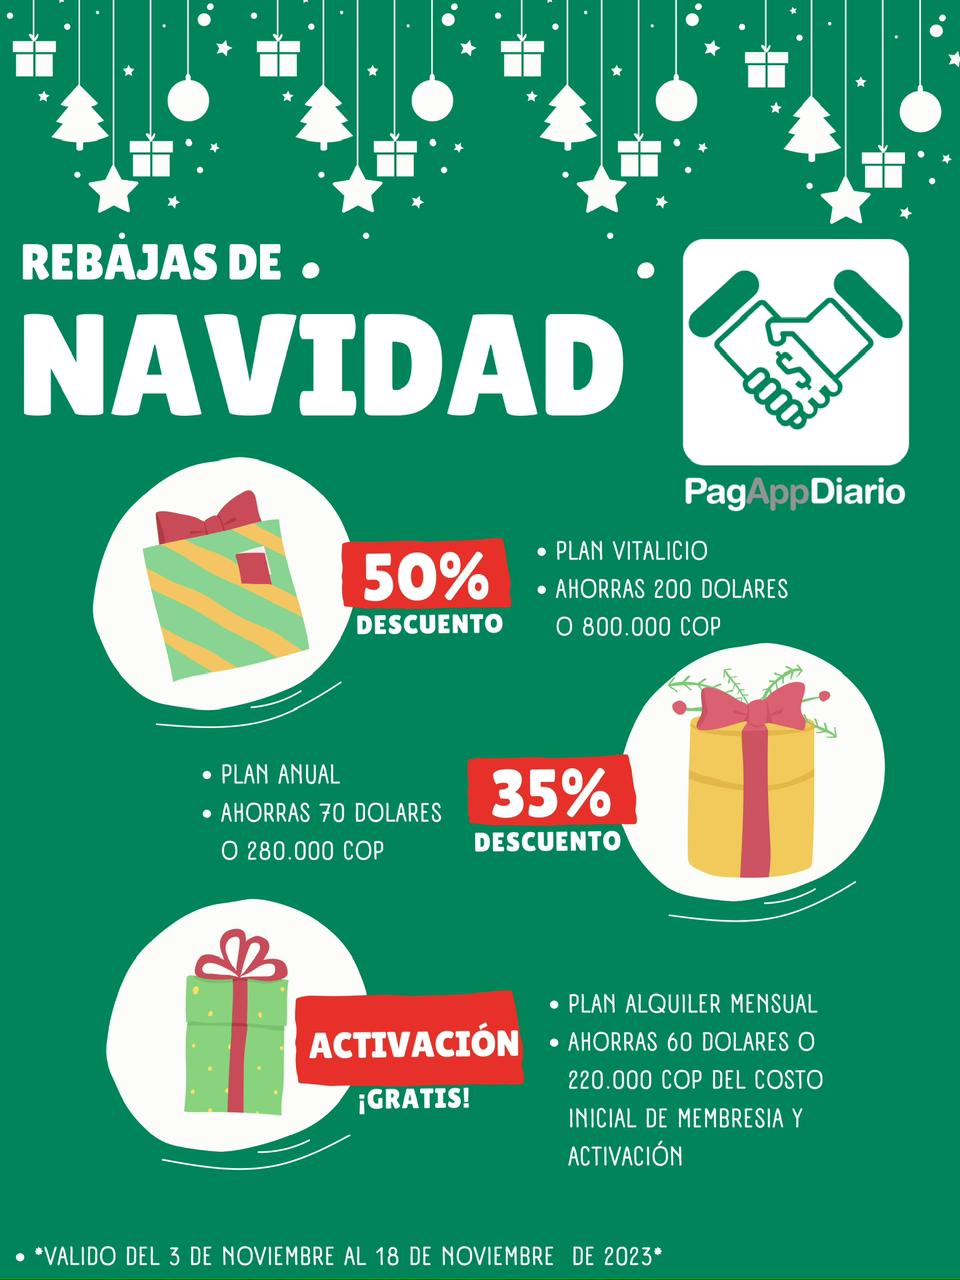 REBAJAS DE
NAVIDAD
PagAppDiario
50%
DESCUENTO
• PLAN VITALICIO
• AHORRAS 200 DOLARES
O 800.000 COP
• PLAN ANUAL
• AHORRAS 70 DOLARES
O 280.000 COP
35%
DESCUENTO
ACTIVACIÓN
¡GRATIS!
• PLAN ALQUILER MENSUAL
• AHORRAS 60 DOLARES O
220.000 COP DEL COSTO
INICIAL DE MEMBRESIA Y
ACTIVACIÓN
• *VALIDO DEL 3 DE NOVIEMBRE AL 18 DE NOVIEMBRE DE 2023*